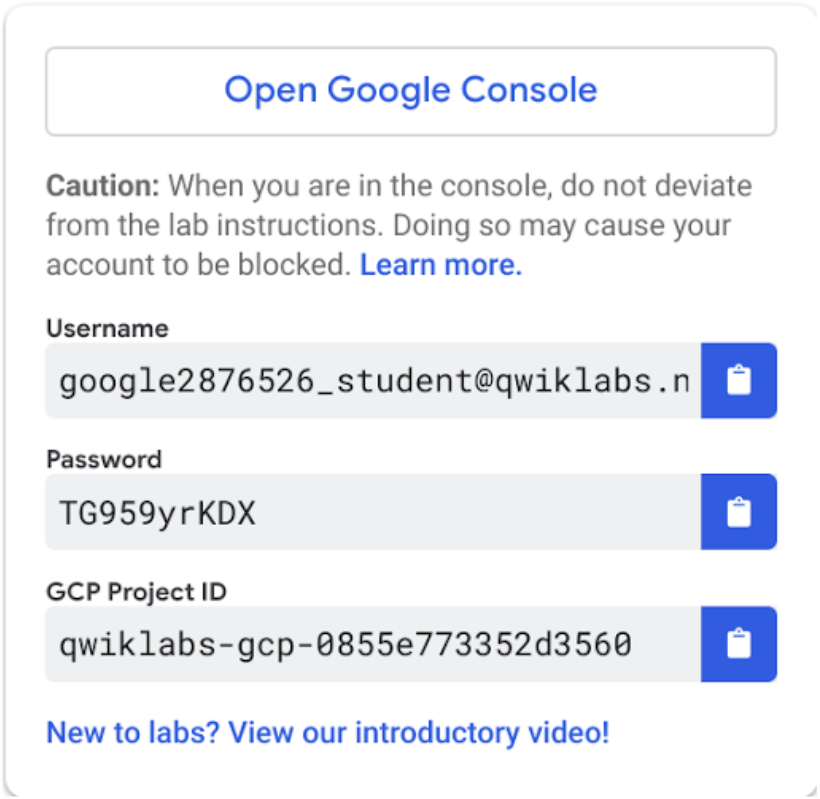 Open Google Console
Caution: When you are in the console, do not deviate
from the lab instructions. Doing so may cause your
account to be blocked. Learn more.
Username
google2876526_student@qwiklabs.n
Password
TG959yrKDX
GCP Project ID
qwiklabs-gcp-0855e773352d3560
New to labs? View our introductory video!